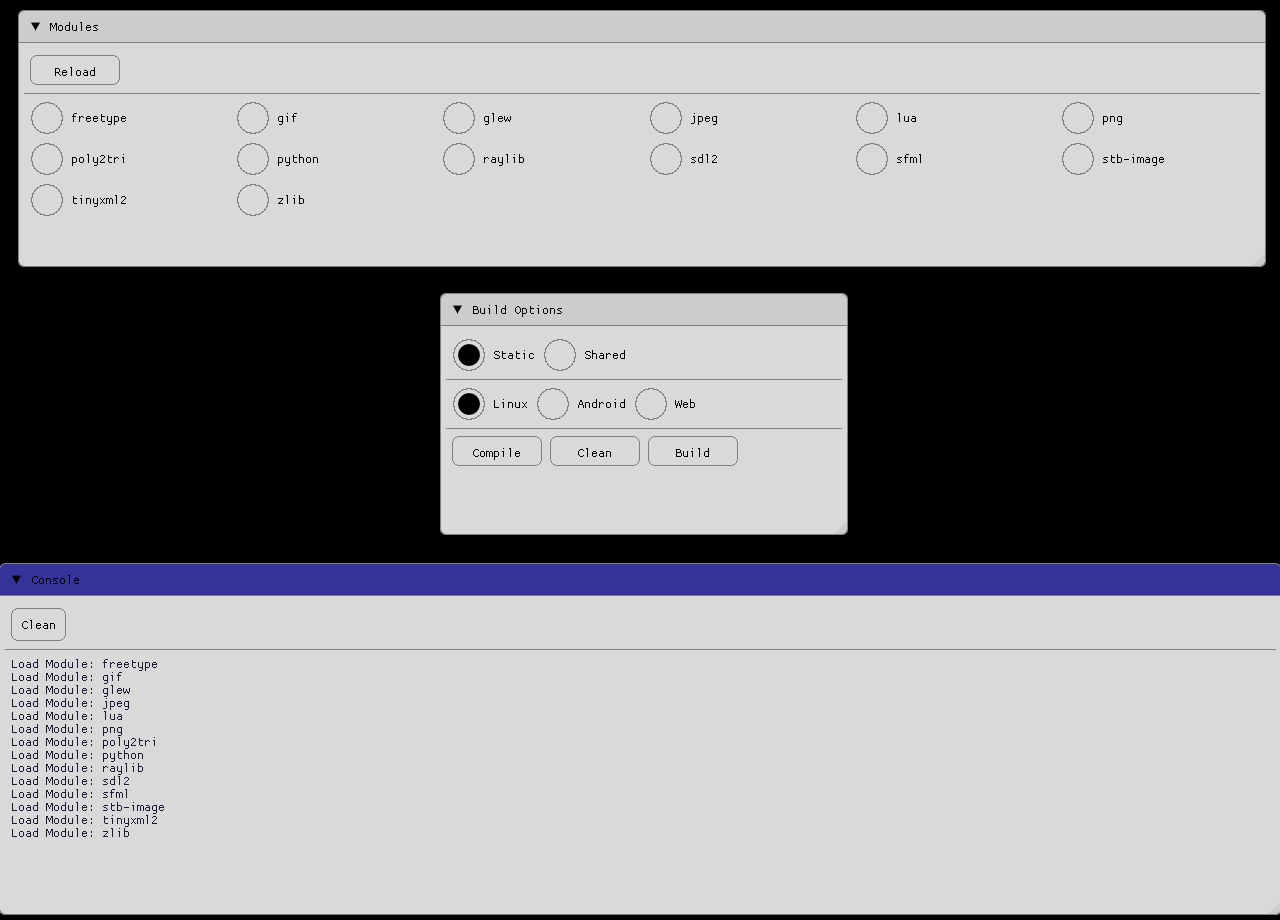 Modules
Reload
freetype gif glew jpeg lua png
poly2tri python raylib sdl2 sfml stb-image
tinyxml2 zlib
Build Options
Static Shared
Linux Android Web
Compile Clean Build
Console
Clean
Load Module: freetype
Load Module: gif
Load Module: glew
Load Module: jpeg
Load Module: lua
Load Module: png
Load Module: poly2tri
Load Module: python
Load Module: raylib
Load Module: sdl2
Load Module: sfml
Load Module: stb-image
Load Module: tinyxml2
Load Module: zlib